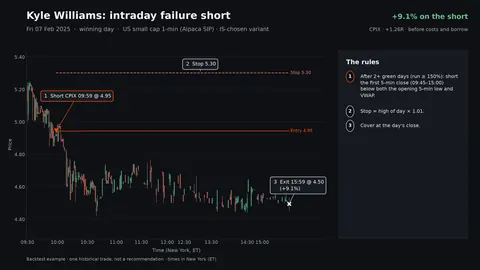 Kyle Williams: intraday failure short
+9.1% on the short
Fri 07 Feb 2025 · winning day · US small cap 1-min (Alpaca SIP) · IS-chosen variant
CPIX · +1.26R · before costs and borrow
5.40
5.20
5.00
4.80
4.60
4.40
Price
2 Stop 5.30
Stop 5.30
1 Short CPIX 09:59 @ 4.95
Entry 4.95
3 Exit 15:59 @ 4.50
(+9.1%)
09:30
10:00
10:30
11:00
11:30
12:00
12:30
13:30
14:30
15:00
Time (New York, ET)
The rules
1 After 2+ green days (run ≥ 150%): short
the first 5-min close (09:45–15:00)
below both the opening 5-min low and
VWAP.
2 Stop = high of day × 1.01.
3 Cover at the day's close.
Backtest example · one historical trade, not a recommendation · times in New York (ET)